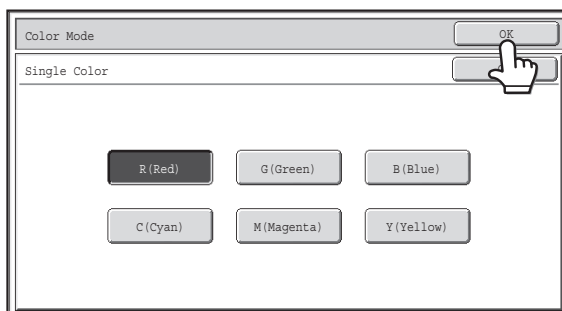 Color Mode
OK
Single Color
R(Red)
G(Green)
B(Blue)
C(Cyan)
M(Magenta)
Y(Yellow)